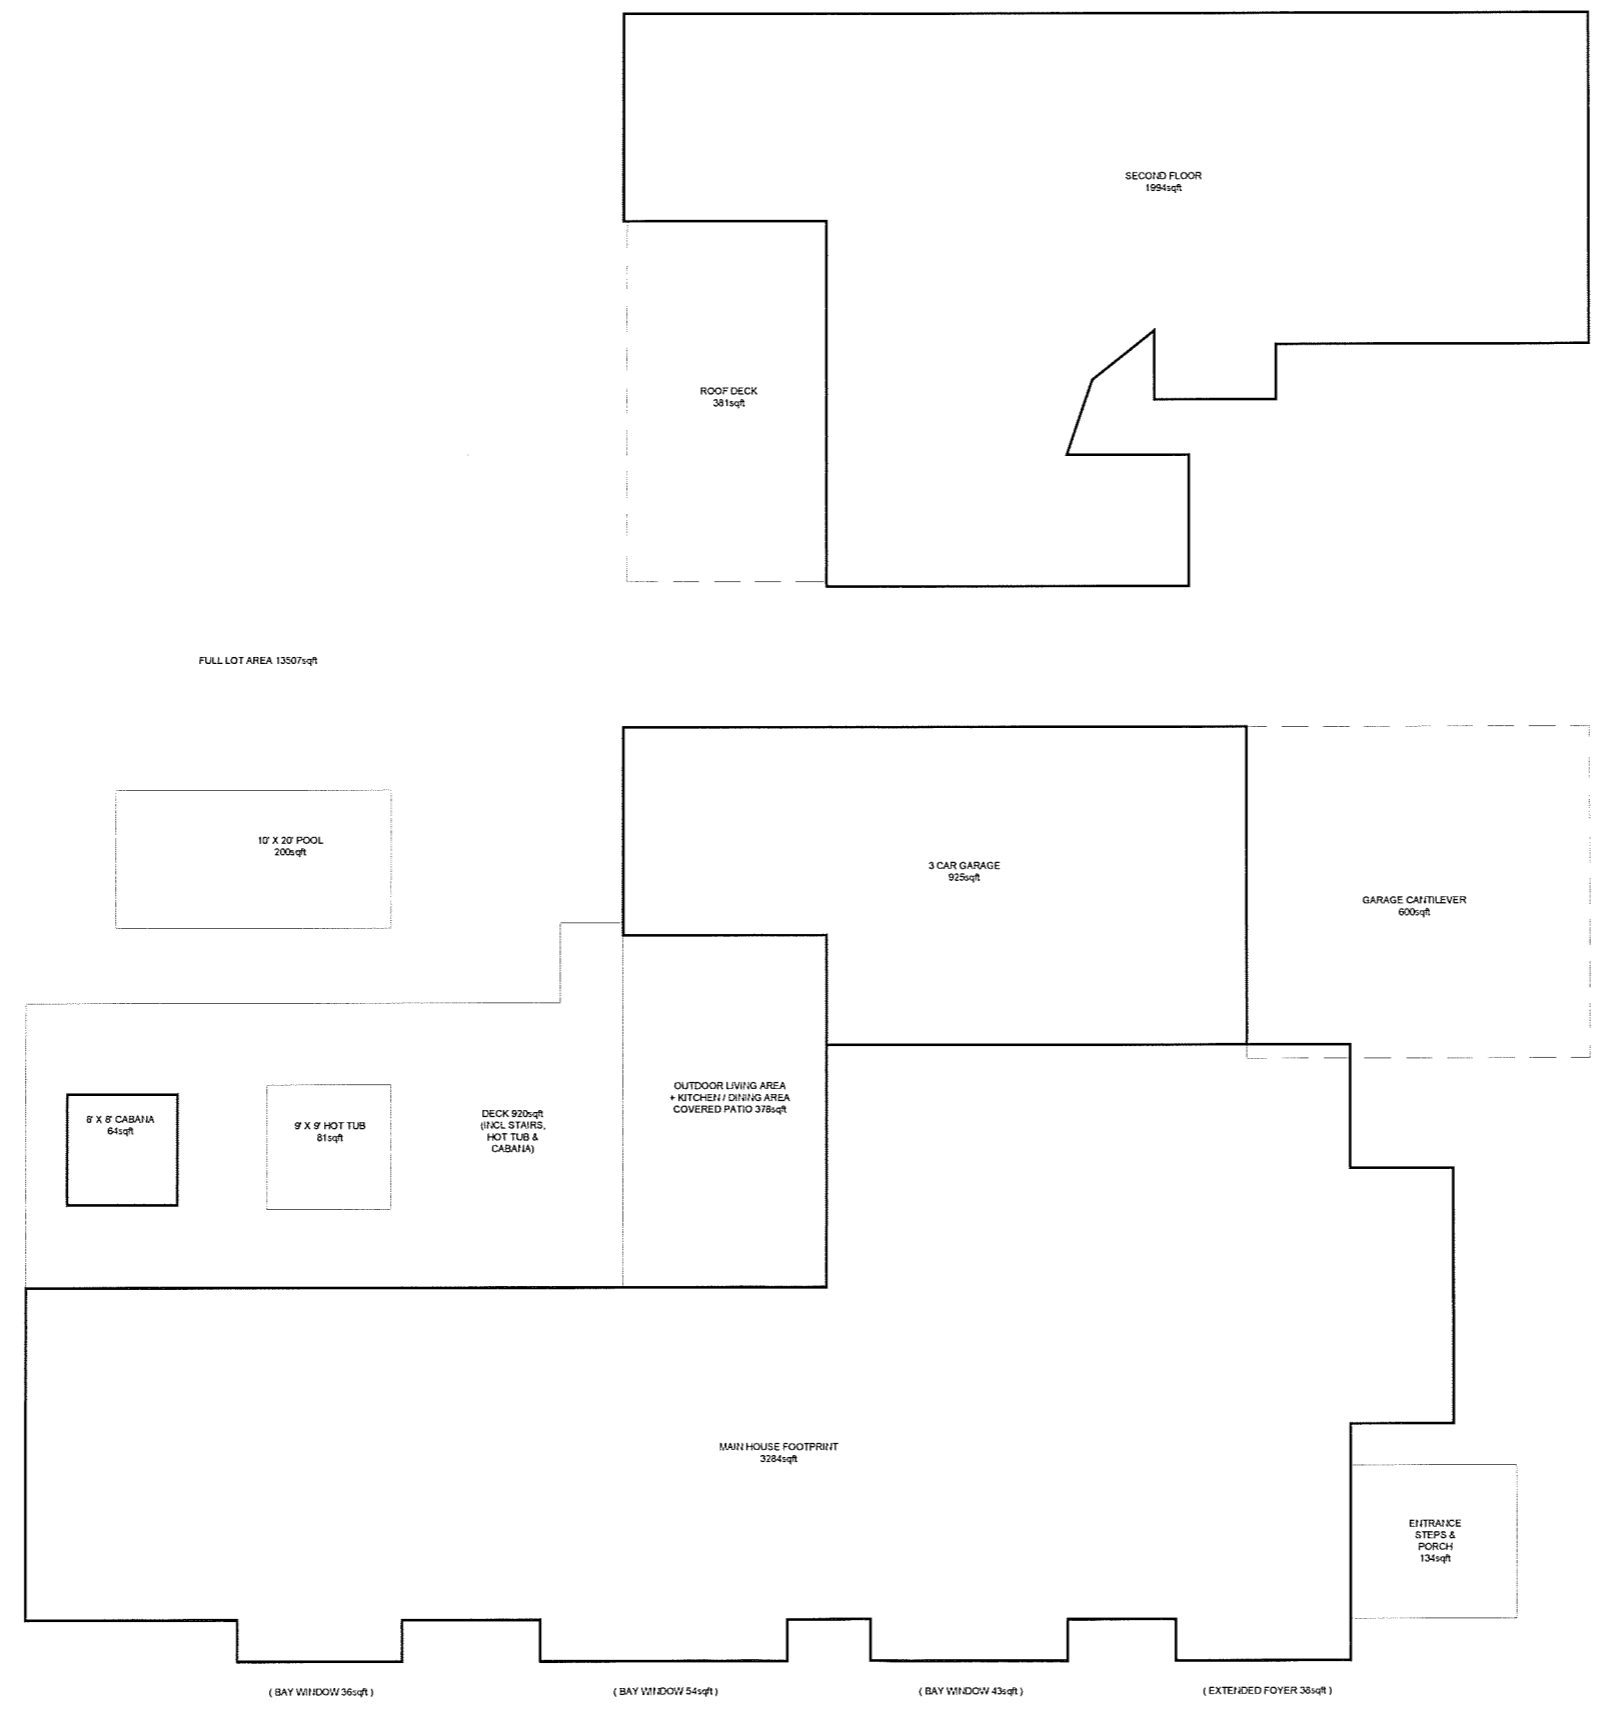 SECOND FLOOR
1994sqft
ROOF DECK
381sqft
FULL LOT AREA 13507sqft
10' X 20' POOL
200sqft
3 CAR GARAGE
925sqft
GARAGE CANTILEVER
600sqft
8' X 8' CABANA
64sqft
9' X 9' HOT TUB
81sqft
DECK 920sqft
(INCL STAIRS,
HOT TUB &
CABANA)
OUTDOOR LIVING AREA
+ KITCHEN / DINING AREA
COVERED PATIO 378sqft
MAIN HOUSE FOOTPRINT
3284sqft
ENTRANCE
STEPS &
PORCH
134sqft
( BAY WINDOW 36sqft )
( BAY WINDOW 54sqft )
( BAY WINDOW 43sqft )
( EXTENDED FOYER 38sqft )